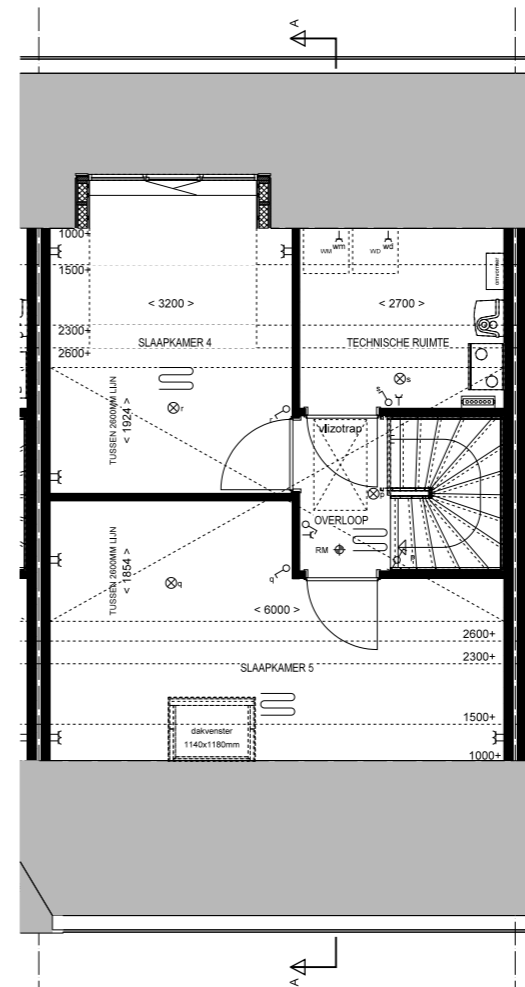 A
1000+
WM
wm
WD
wd
1500+
omvormer
< 3200 >
< 2700 >
2300+
SLAAPKAMER 4
TECHNISCHE RUIMTE
2600+
TUSSEN 2600MM LIJN
< 1924 >
r
r
s
s
vlizotrap
p
OVERLOOP
RM
p
TUSSEN 2600MM LIJN
< 1854 >
q
q
< 6000 >
2600+
2300+
SLAAPKAMER 5
1500+
dakvenster
1140x1180mm
1000+
A